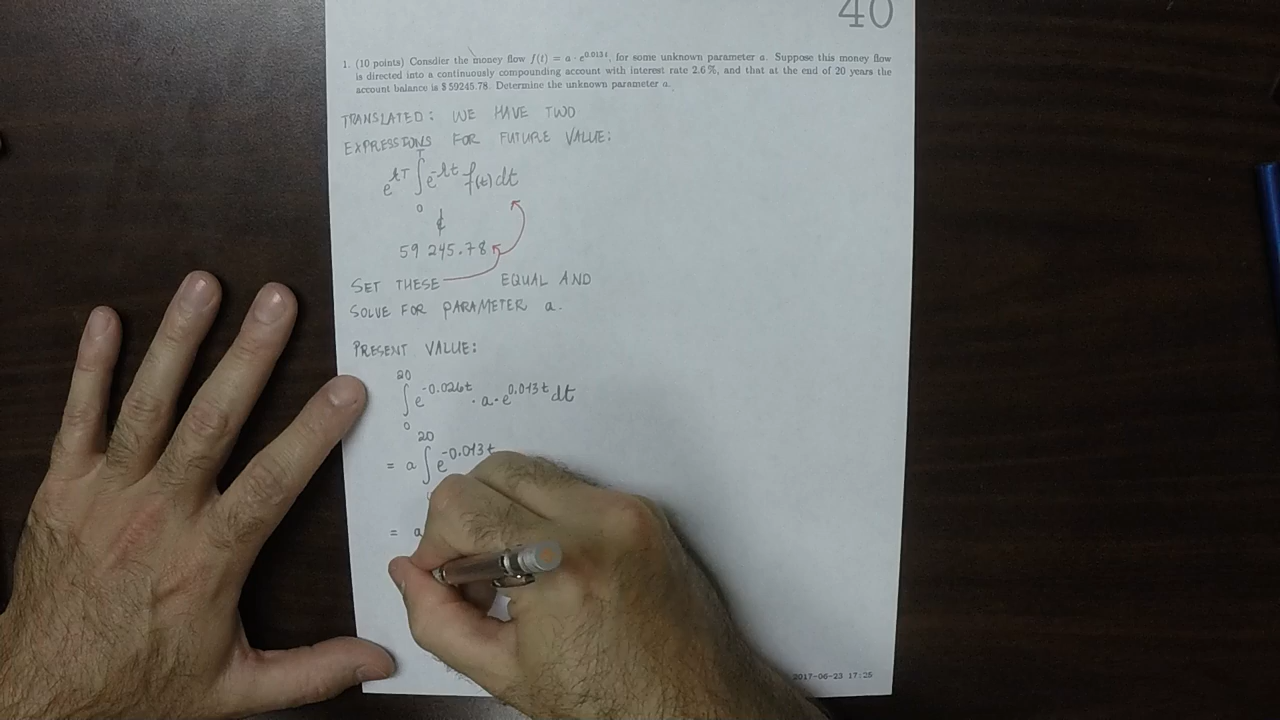 40
1. (10 points) Consdier the money flow f(t) = a · e^{0.013t}, for some unknown parameter a. Suppose this money flow
is directed into a continuously compounding account with interest rate 2.6%, and that at the end of 20 years the
account balance is $59245.78. Determine the unknown parameter a.
TRANSLATED: WE HAVE TWO
EXPRESSIONS FOR FUTURE VALUE:
e^{rT} ∫_0^T e^{-rt} f(t) dt
&
59 245.78
SET THESE EQUAL AND
SOLVE FOR PARAMETER a.
PRESENT VALUE:
∫_0^{20} e^{-0.026t} · a · e^{0.013t} dt
= a ∫^{20} e^{-0.013t}
= a
2017-06-23 17:25